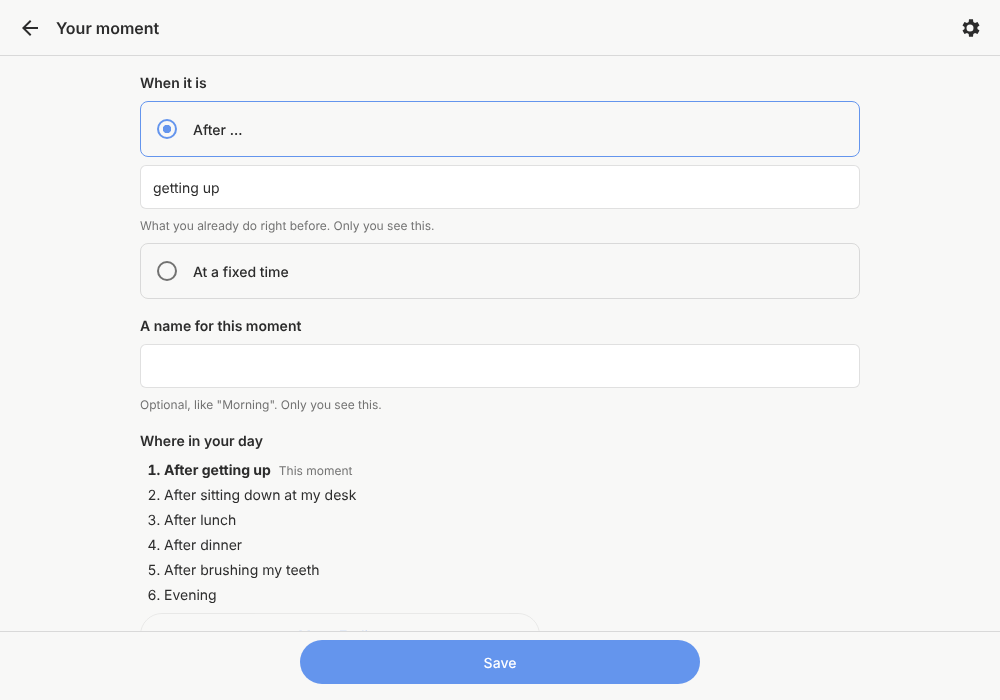 Your moment
When it is
After ...
getting up
What you already do right before. Only you see this.
At a fixed time
A name for this moment
Optional, like "Morning". Only you see this.
Where in your day
1. After getting up This moment
2. After sitting down at my desk
3. After lunch
4. After dinner
5. After brushing my teeth
6. Evening
Save